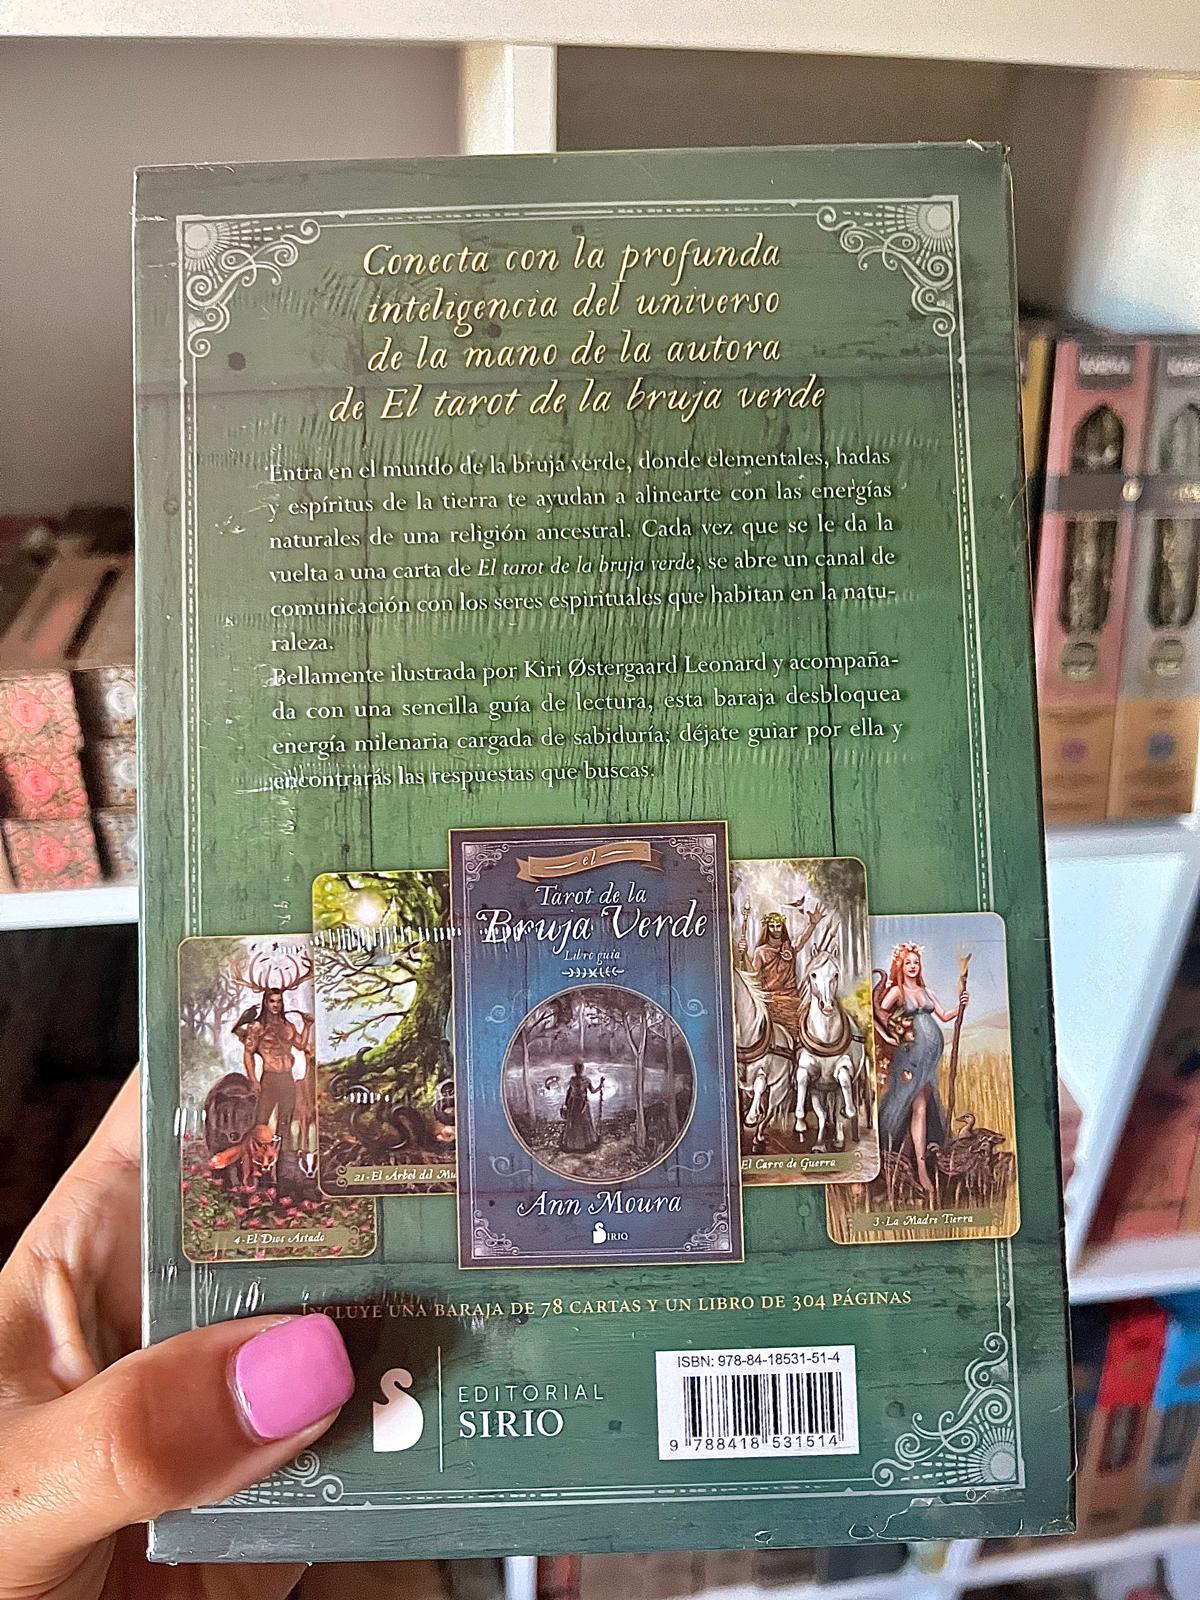 Conecta con la profunda
inteligencia del universo
de la mano de la autora
de El tarot de la bruja verde
Entra en el mundo de la bruja verde, donde elementales, hadas
y espíritus de la tierra te ayudan a alinearte con las energías
naturales de una religión ancestral. Cada vez que se le da la
vuelta a una carta de El tarot de la bruja verde, se abre un canal de
comunicación con los seres espirituales que habitan en la natu-
raleza.
Bellamente ilustrada por Kiri Østergaard Leonard y acompaña-
da con una sencilla guía de lectura, esta baraja desbloquea
energía milenaria cargada de sabiduría; déjate guiar por ella y
encontrarás las respuestas que buscas.
el
Tarot de la
Bruja Verde
Libro guía
Ann Moura
SIRIO
4 · El Dios Astado
21 · El Árbol del Mu
El Carro de Guerra
3 · La Madre Tierra
INCLUYE UNA BARAJA DE 78 CARTAS Y UN LIBRO DE 304 PÁGINAS
EDITORIAL
SIRIO
ISBN: 978-84-18531-51-4
9 788418 531514